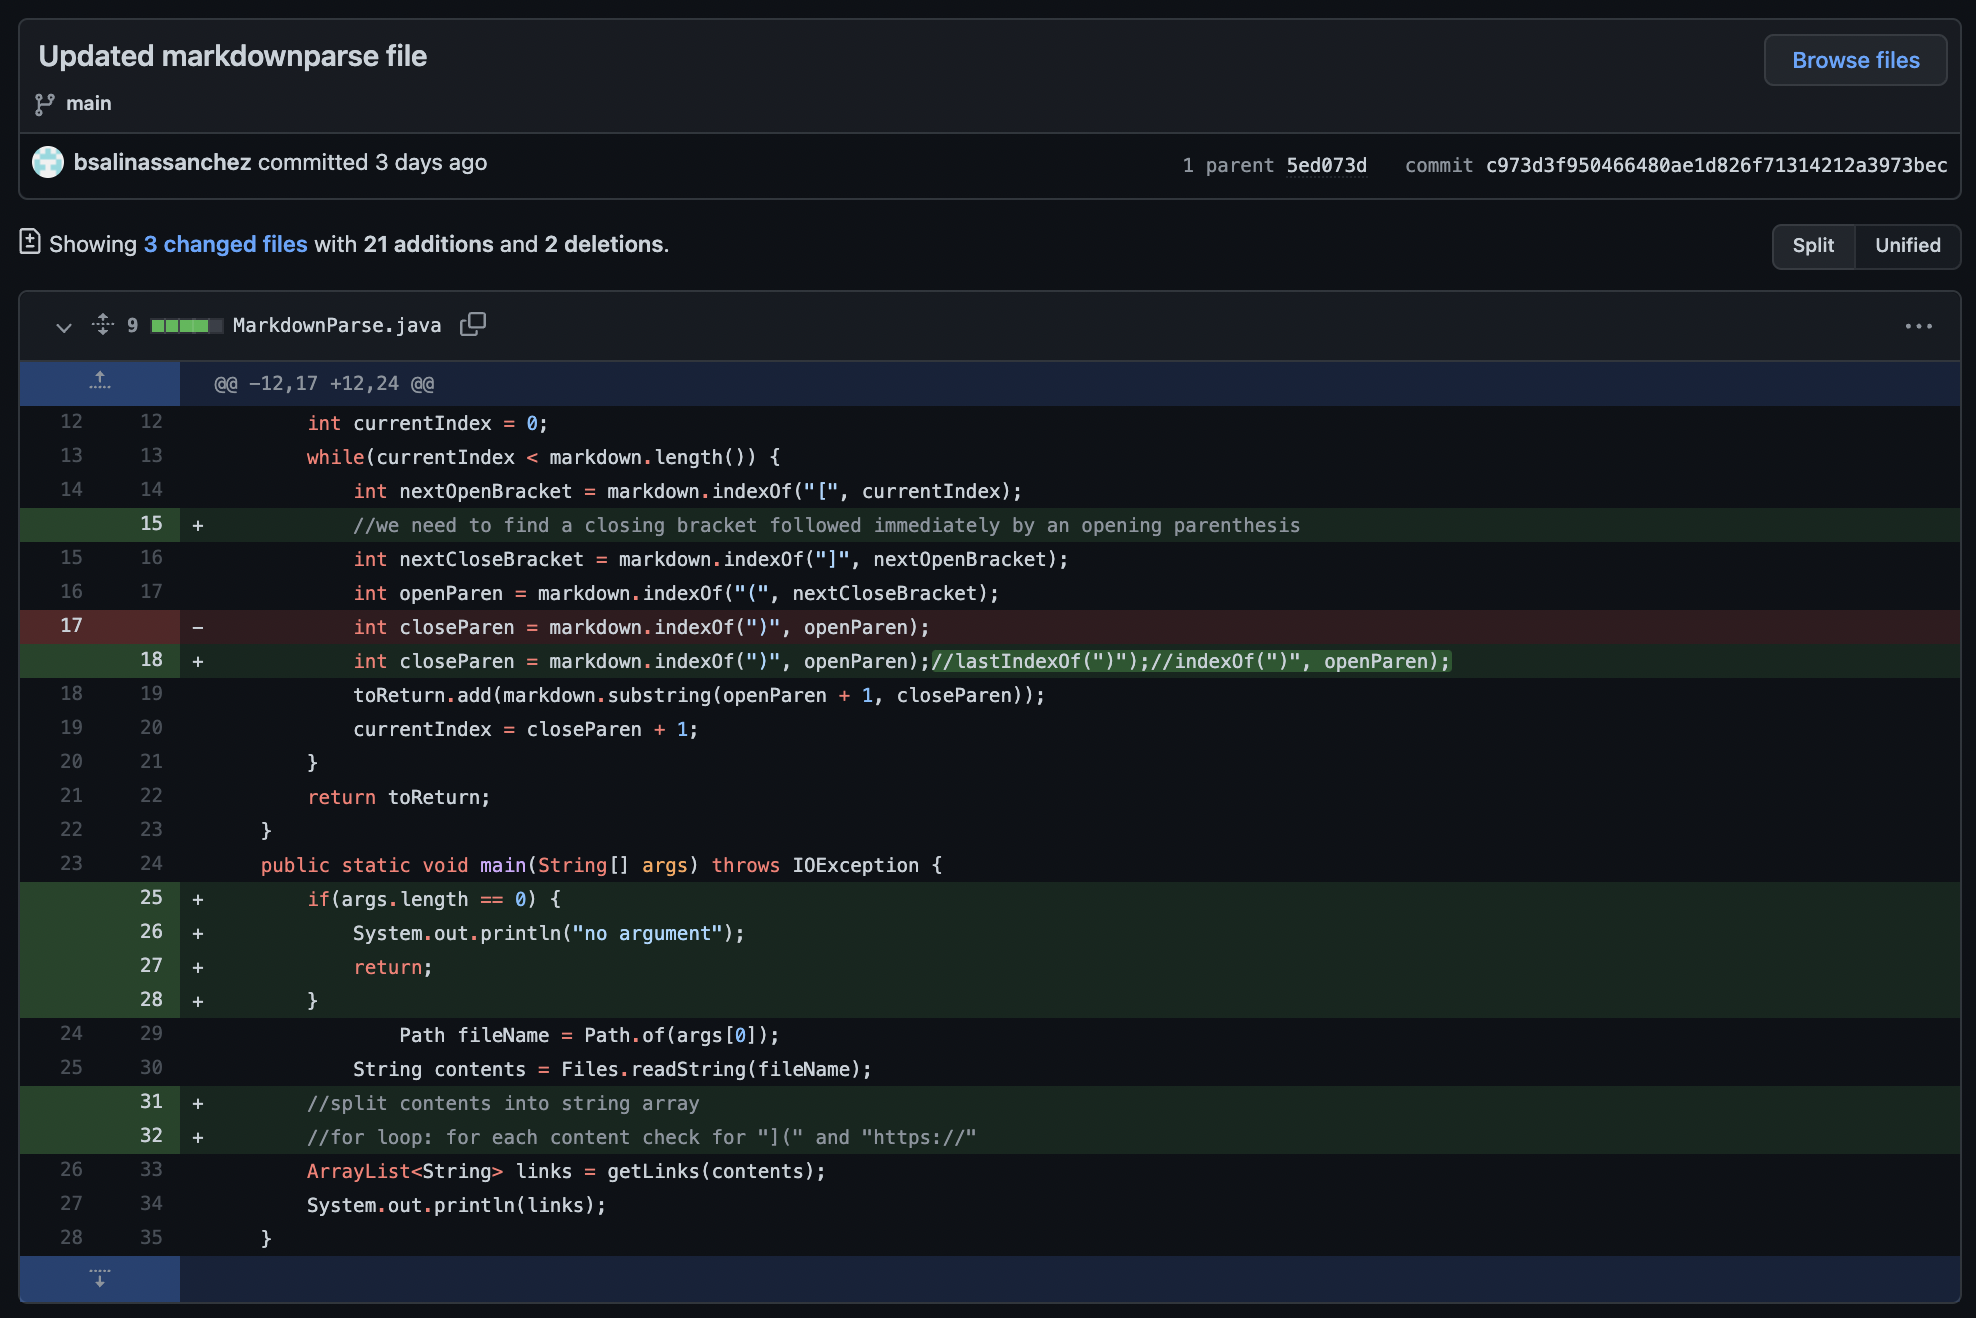 Updated markdownparse file
Browse files
main
bsalinassanchez committed 3 days ago
1 parent 5ed073d commit c973d3f950466480ae1d826f71314212a3973bec
Showing 3 changed files with 21 additions and 2 deletions.
Split Unified
9 MarkdownParse.java
@@ -12,17 +12,24 @@
12 12 int currentIndex = 0;
13 13 while(currentIndex < markdown.length()) {
14 14 int nextOpenBracket = markdown.indexOf("[", currentIndex);
15 + //we need to find a closing bracket followed immediately by an opening parenthesis
15 16 int nextCloseBracket = markdown.indexOf("]", nextOpenBracket);
16 17 int openParen = markdown.indexOf("(", nextCloseBracket);
17 - int closeParen = markdown.indexOf(")", openParen);
18 + int closeParen = markdown.indexOf(")", openParen);//lastIndexOf(")");//indexOf(")", openParen);
18 19 toReturn.add(markdown.substring(openParen + 1, closeParen));
19 20 currentIndex = closeParen + 1;
20 21 }
21 22 return toReturn;
22 23 }
23 24 public static void main(String[] args) throws IOException {
25 + if(args.length == 0) {
26 + System.out.println("no argument");
27 + return;
28 + }
24 29 Path fileName = Path.of(args[0]);
25 30 String contents = Files.readString(fileName);
31 + //split contents into string array
32 + //for loop: for each content check for "](" and "https://"
26 33 ArrayList<String> links = getLinks(contents);
27 34 System.out.println(links);
28 35 }